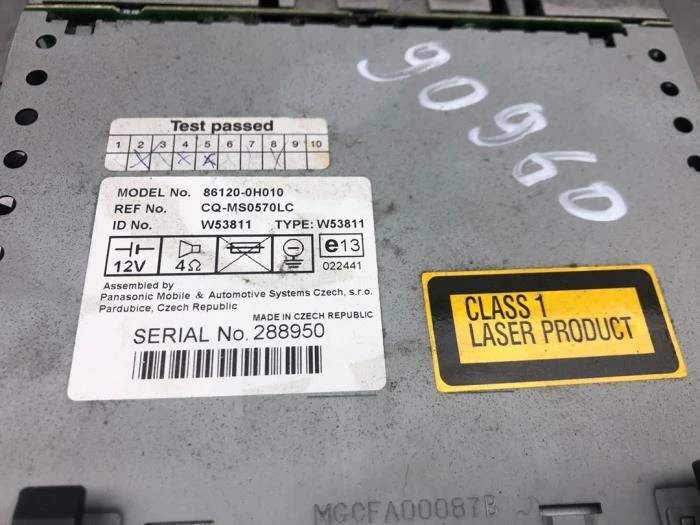 90960
Test passed
1 2 3 4 5 6 7 8 9 10
MODEL No. 86120-0H010
REF No. CQ-MS0570LC
ID No. W53811 TYPE: W53811
12V 4Ω e13
022441
Assembled by
Panasonic Mobile & Automotive Systems Czech, s.r.o.
Pardubice, Czech Republic
MADE IN CZECH REPUBLIC
SERIAL No. 288950
CLASS 1
LASER PRODUCT
MGCFA00087B